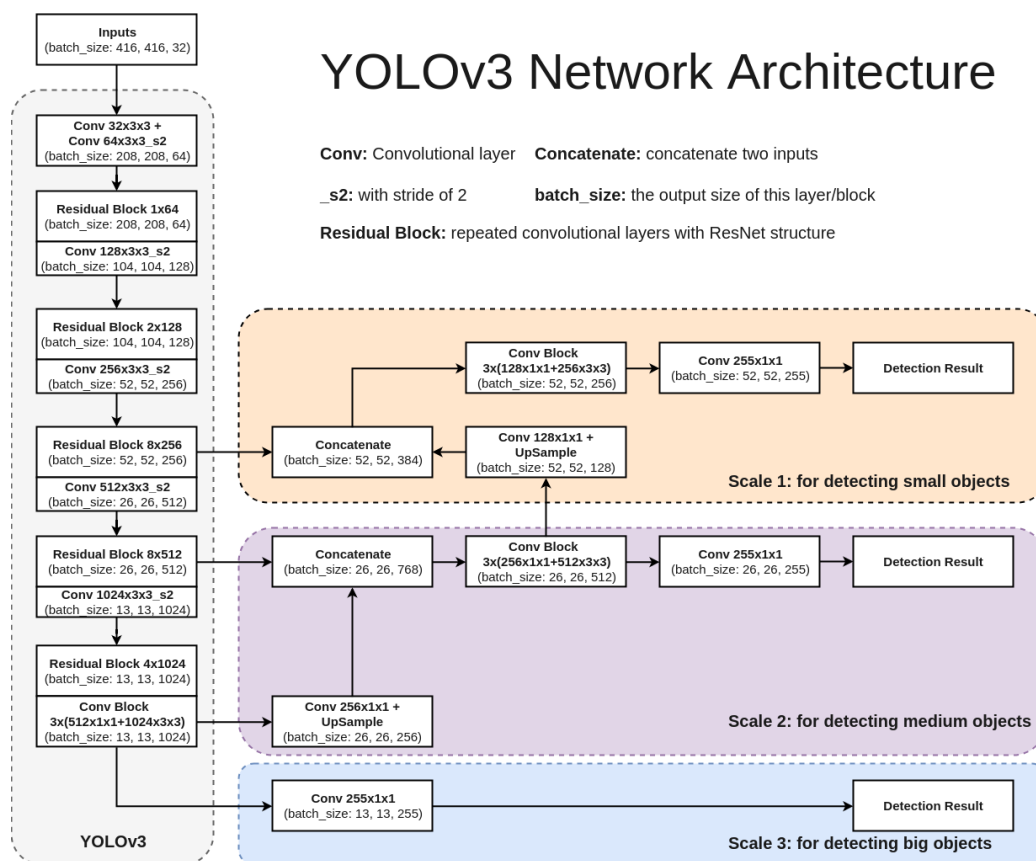 Inputs
(batch_size: 416, 416, 32)
YOLOv3 Network Architecture
Conv: Convolutional layer
Concatenate: concatenate two inputs
_s2: with stride of 2
batch_size: the output size of this layer/block
Residual Block: repeated convolutional layers with ResNet structure
Conv 32x3x3 +
Conv 64x3x3_s2
(batch_size: 208, 208, 64)
Residual Block 1x64
(batch_size: 208, 208, 64)
Conv 128x3x3_s2
(batch_size: 104, 104, 128)
Residual Block 2x128
(batch_size: 104, 104, 128)
Conv 256x3x3_s2
(batch_size: 52, 52, 256)
Residual Block 8x256
(batch_size: 52, 52, 256)
Conv 512x3x3_s2
(batch_size: 26, 26, 512)
Residual Block 8x512
(batch_size: 26, 26, 512)
Conv 1024x3x3_s2
(batch_size: 13, 13, 1024)
Residual Block 4x1024
(batch_size: 13, 13, 1024)
Conv Block
3x(512x1x1+1024x3x3)
(batch_size: 13, 13, 1024)
YOLOv3
Conv Block
3x(128x1x1+256x3x3)
(batch_size: 52, 52, 256)
Conv 255x1x1
(batch_size: 52, 52, 255)
Detection Result
Concatenate
(batch_size: 52, 52, 384)
Conv 128x1x1 +
UpSample
(batch_size: 52, 52, 128)
Scale 1: for detecting small objects
Concatenate
(batch_size: 26, 26, 768)
Conv Block
3x(256x1x1+512x3x3)
(batch_size: 26, 26, 512)
Conv 255x1x1
(batch_size: 26, 26, 255)
Detection Result
Conv 256x1x1 +
UpSample
(batch_size: 26, 26, 256)
Scale 2: for detecting medium objects
Conv 255x1x1
(batch_size: 13, 13, 255)
Detection Result
Scale 3: for detecting big objects